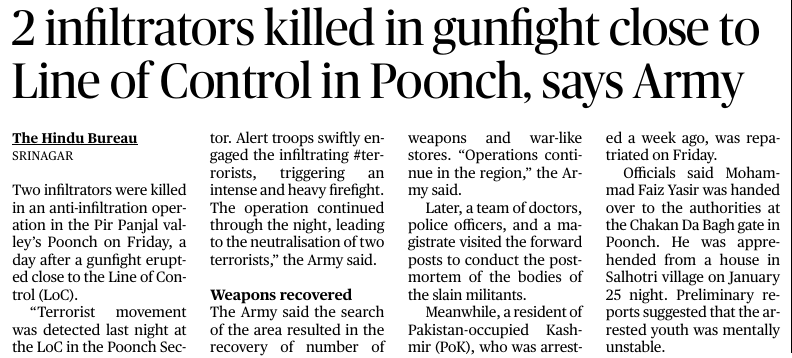 2 infiltrators killed in gunfight close to
Line of Control in Poonch, says Army
The Hindu Bureau
SRINAGAR
Two infiltrators were killed
in an anti-infiltration oper-
ation in the Pir Panjal val-
ley's Poonch on Friday, a
day after a gunfight erupt-
ed close to the Line of Con-
trol (LoC).
“Terrorist movement
was detected last night at
the LoC in the Poonch Sec-
tor. Alert troops swiftly en-
gaged the infiltrating #ter-
rorists, triggering an
intense and heavy firefight.
The operation continued
through the night, leading
to the neutralisation of two
terrorists,” the Army said.
Weapons recovered
The Army said the search
of the area resulted in the
recovery of number of
weapons and war-like
stores. “Operations conti-
nue in the region,” the Ar-
my said.
Later, a team of doctors,
police officers, and a ma-
gistrate visited the forward
posts to conduct the post-
mortem of the bodies of
the slain militants.
Meanwhile, a resident of
Pakistan-occupied Kash-
mir (PoK), who was arrest-
ed a week ago, was repa-
triated on Friday.
Officials said Moham-
mad Faiz Yasir was handed
over to the authorities at
the Chakan Da Bagh gate in
Poonch. He was appre-
hended from a house in
Salhotri village on January
25 night. Preliminary re-
ports suggested that the ar-
rested youth was mentally
unstable.